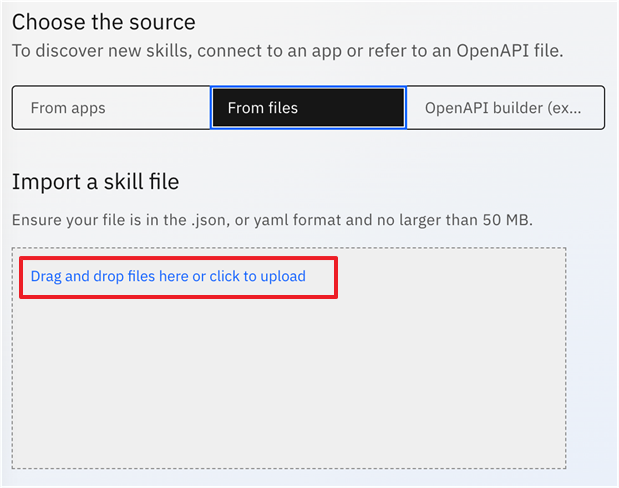 Choose the source
To discover new skills, connect to an app or refer to an OpenAPI file.
From apps From files OpenAPI builder (ex...
Import a skill file
Ensure your file is in the .json, or yaml format and no larger than 50 MB.
Drag and drop files here or click to upload